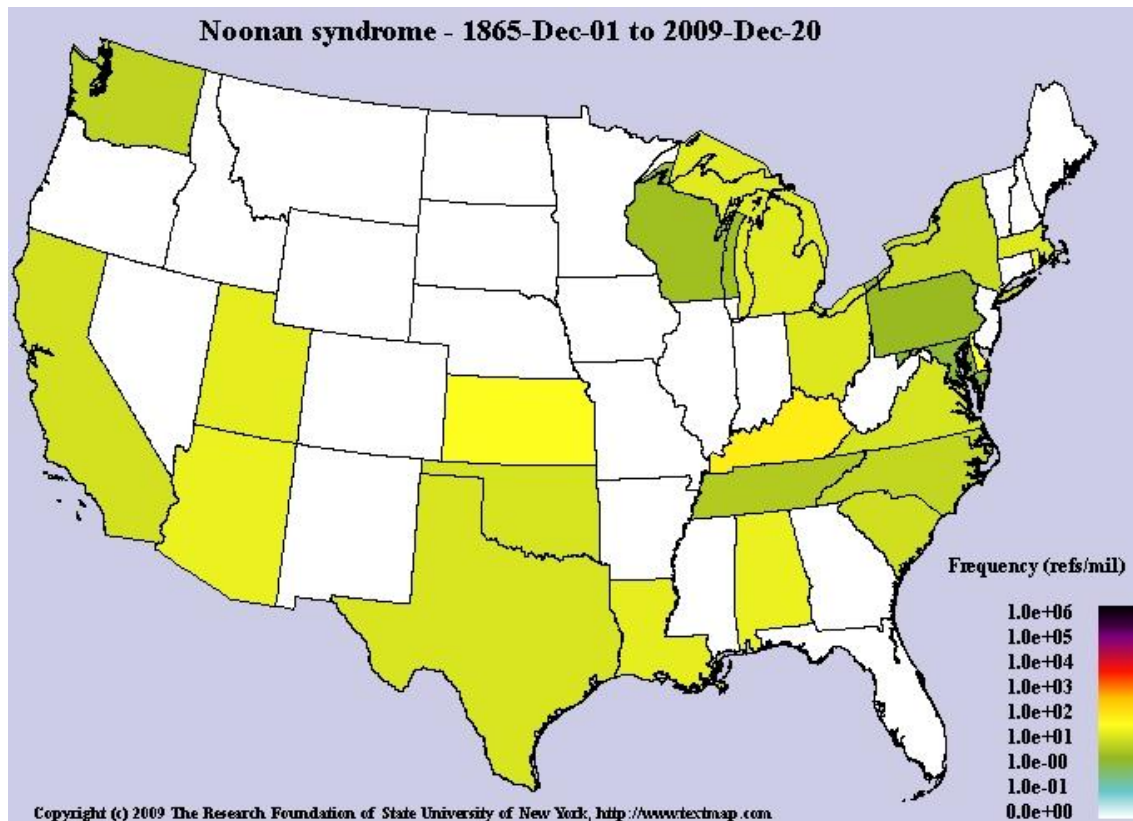 Noonan syndrome - 1865-Dec-01 to 2009-Dec-20
Frequency (refs/mil)
1.0e+06
1.0e+05
1.0e+04
1.0e+03
1.0e+02
1.0e+01
1.0e-00
1.0e-01
0.0e+00
Copyright (c) 2009 The Research Foundation of State University of New York, http://www.textmap.com